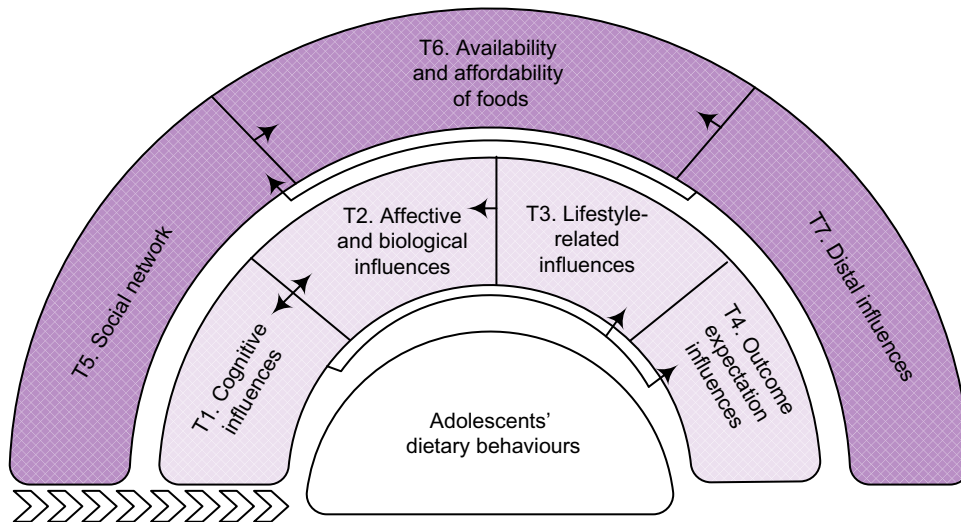 T6. Availability
and affordability
of foods
T5. Social network
T7. Distal influences
T2. Affective
and biological
influences
T3. Lifestyle-
related
influences
T1. Cognitive
influences
T4. Outcome
expectation
influences
Adolescents’
dietary behaviours